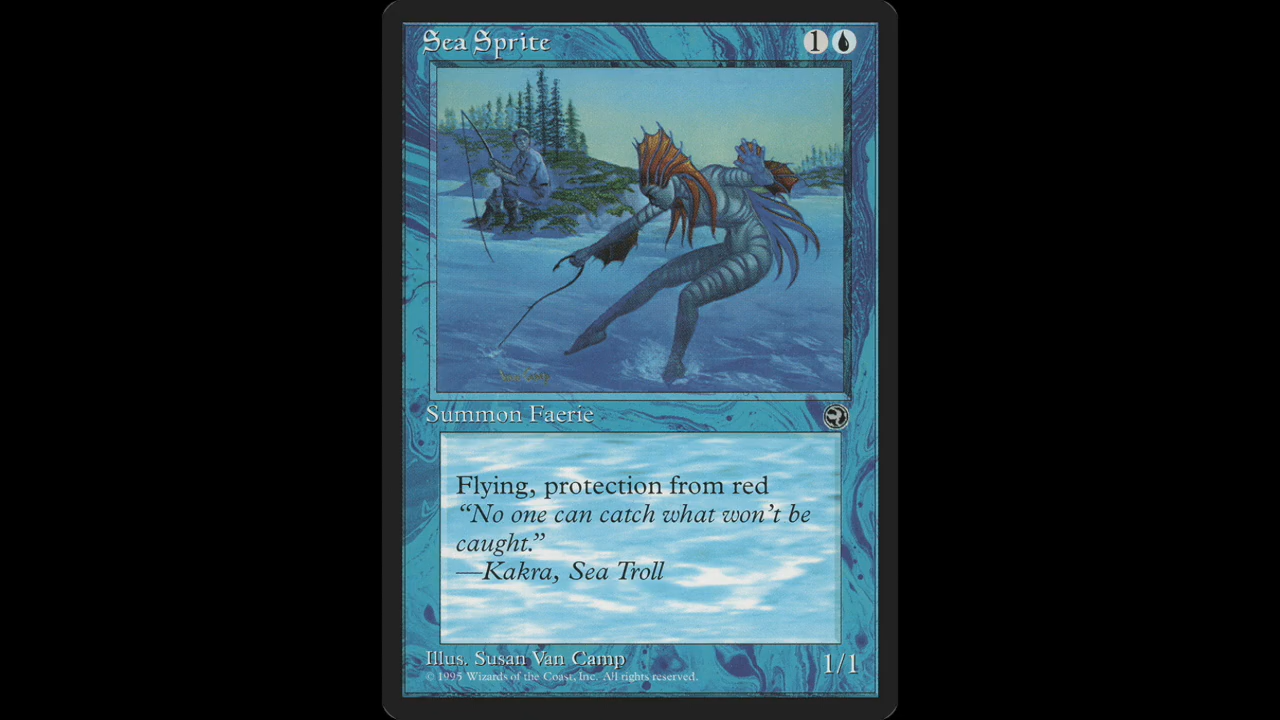 Sea Sprite 1
Summon Faerie
Flying, protection from red
“No one can catch what won’t be
caught.”
—Kakra, Sea Troll
Illus. Susan Van Camp
1/1
© 1995 Wizards of the Coast, Inc. All rights reserved.